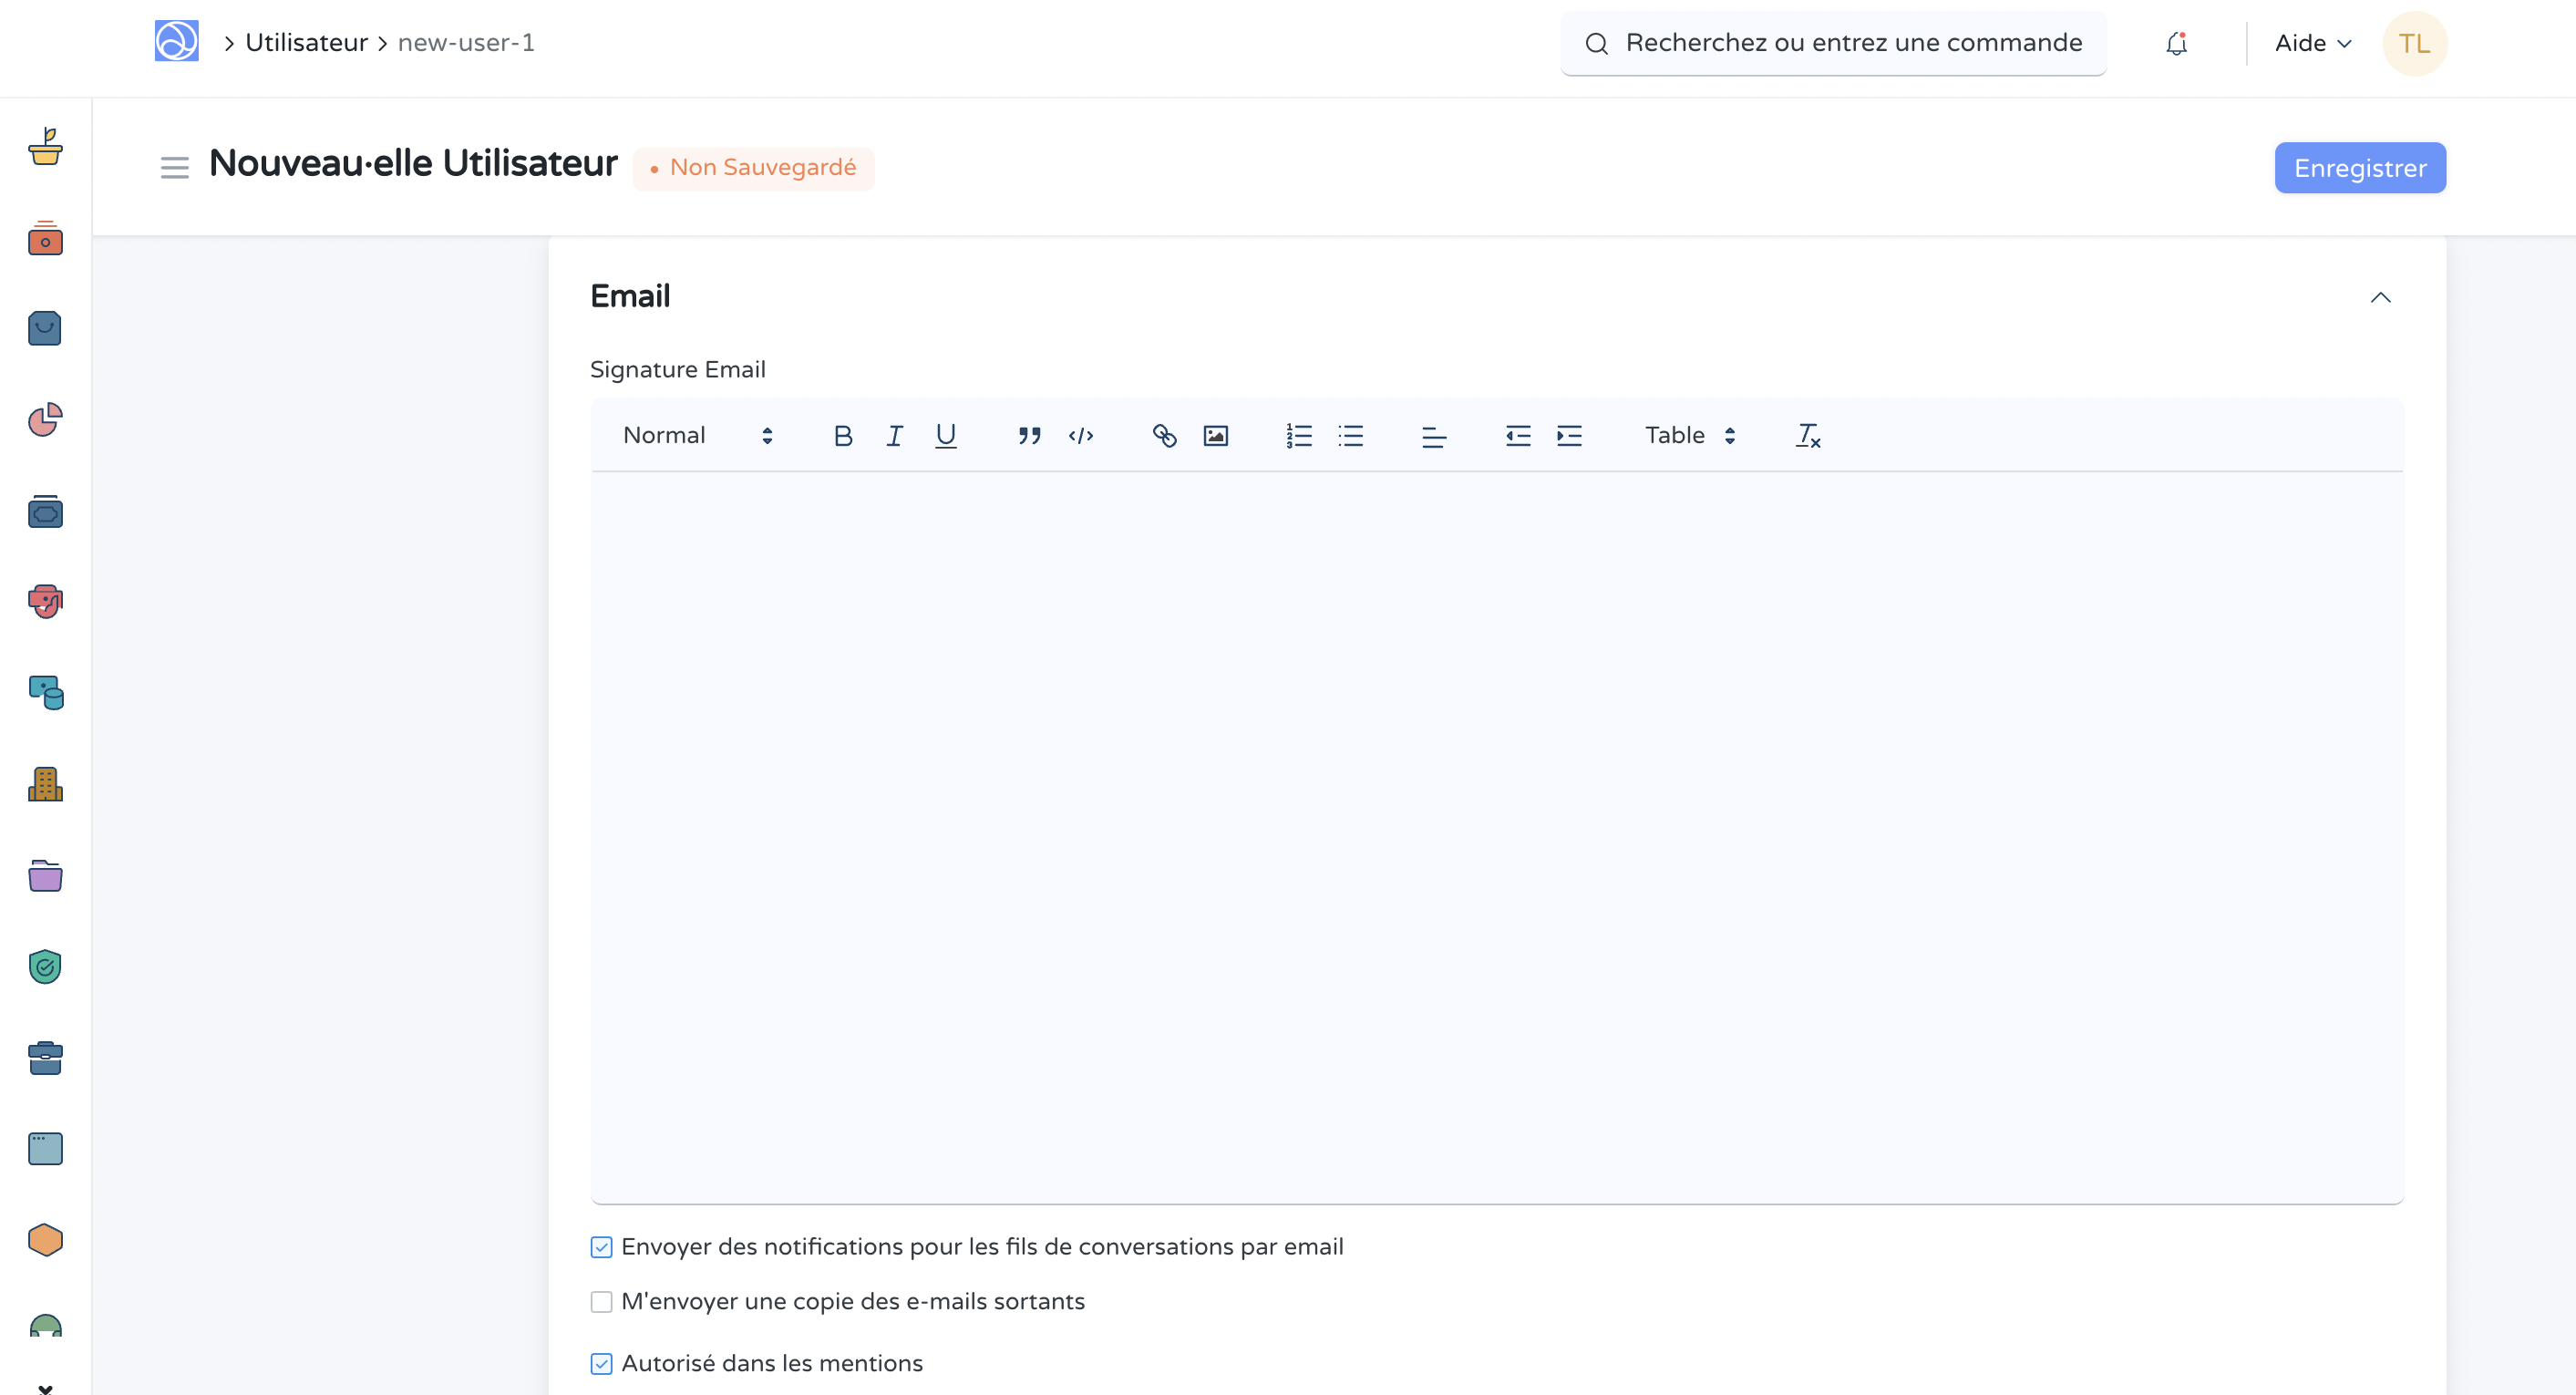 Utilisateur
new-user-1
Recherchez ou entrez une commande
Aide
TL
Nouveau·elle Utilisateur
Non Sauvegardé
Enregistrer
Email
Signature Email
Normal
Table
Envoyer des notifications pour les fils de conversations par email
M'envoyer une copie des e-mails sortants
Autorisé dans les mentions